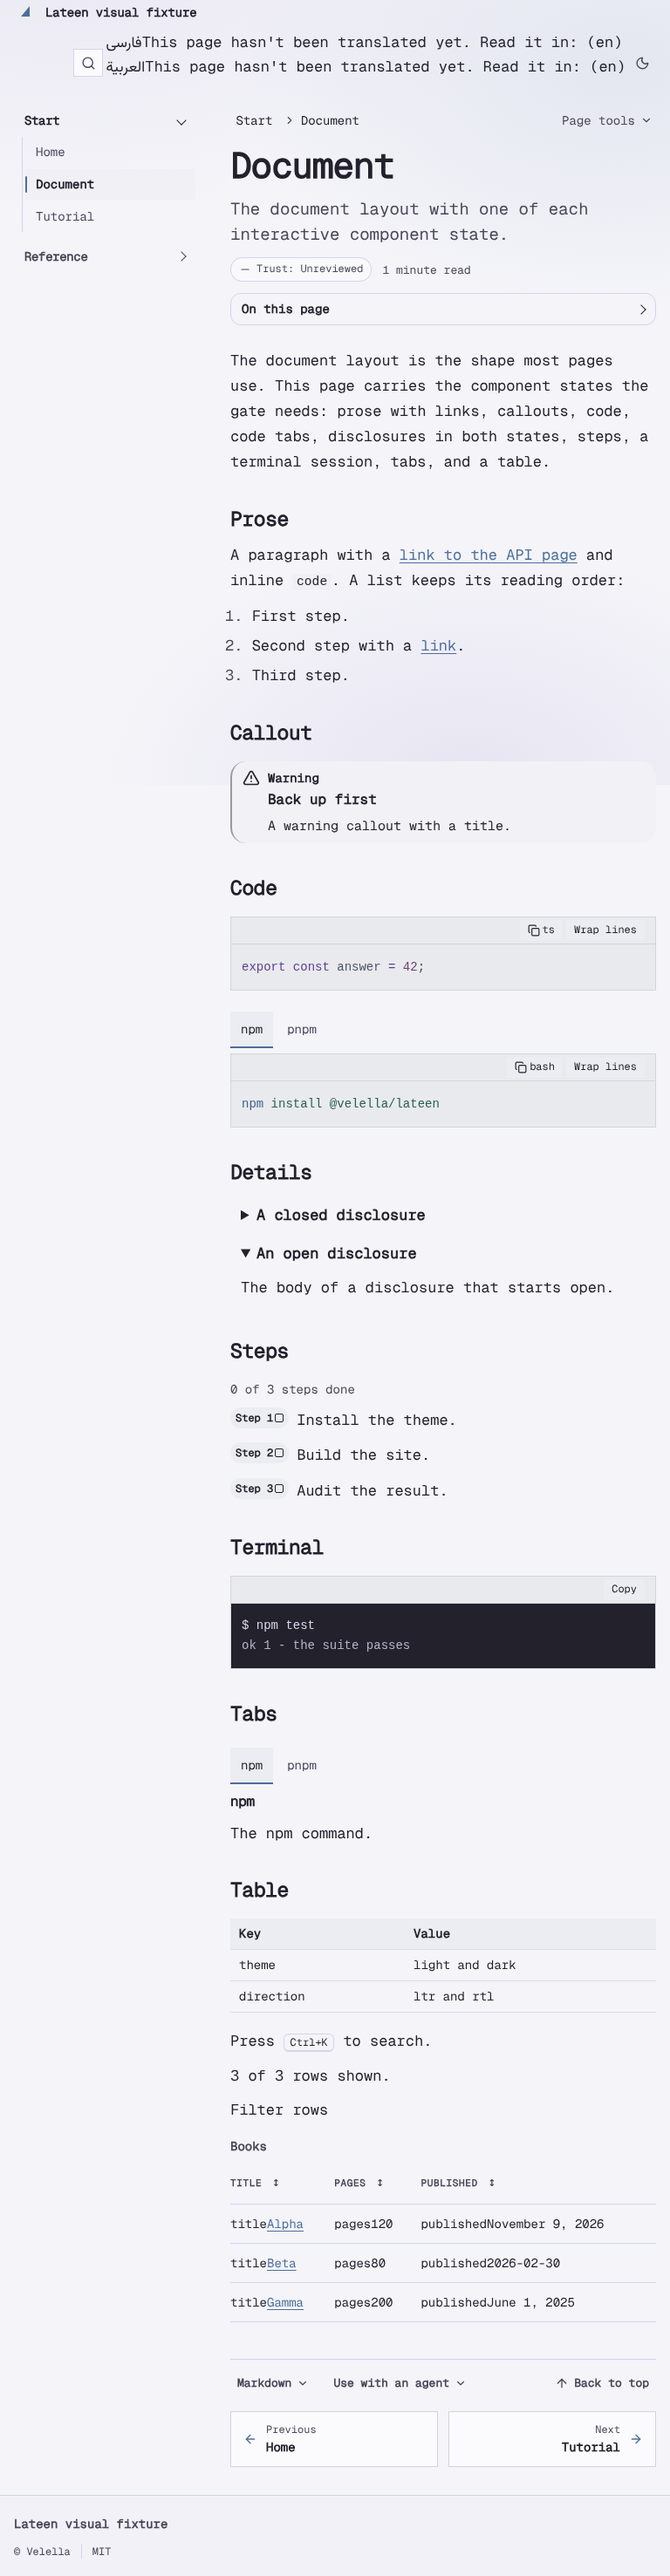 Lateen visual fixture
فارسیThis page hasn't been translated yet. Read it in: (en)
العربيةThis page hasn't been translated yet. Read it in: (en)
Start
Home
Document
Tutorial
Reference
Start > Document
Page tools
Document
The document layout with one of each
interactive component state.
— Trust: Unreviewed
1 minute read
On this page
The document layout is the shape most pages
use. This page carries the component states the
gate needs: prose with links, callouts, code,
code tabs, disclosures in both states, steps, a
terminal session, tabs, and a table.
Prose
A paragraph with a link to the API page and
inline code. A list keeps its reading order:
1. First step.
2. Second step with a link.
3. Third step.
Callout
Warning
Back up first
A warning callout with a title.
Code
ts Wrap lines
export const answer = 42;
npm pnpm
bash Wrap lines
npm install @velella/lateen
Details
A closed disclosure
An open disclosure
The body of a disclosure that starts open.
Steps
0 of 3 steps done
Step 1 Install the theme.
Step 2 Build the site.
Step 3 Audit the result.
Terminal
Copy
$ npm test
ok 1 - the suite passes
Tabs
npm pnpm
npm
The npm command.
Table
Key Value
theme light and dark
direction ltr and rtl
Press Ctrl+K to search.
3 of 3 rows shown.
Filter rows
Books
TITLE ↕ PAGES ↕ PUBLISHED ↕
titleAlpha pages120 publishedNovember 9, 2026
titleBeta pages80 published2026-02-30
titleGamma pages200 publishedJune 1, 2025
Markdown Use with an agent ↑ Back to top
← Previous
Home
Next →
Tutorial
Lateen visual fixture
© Velella MIT